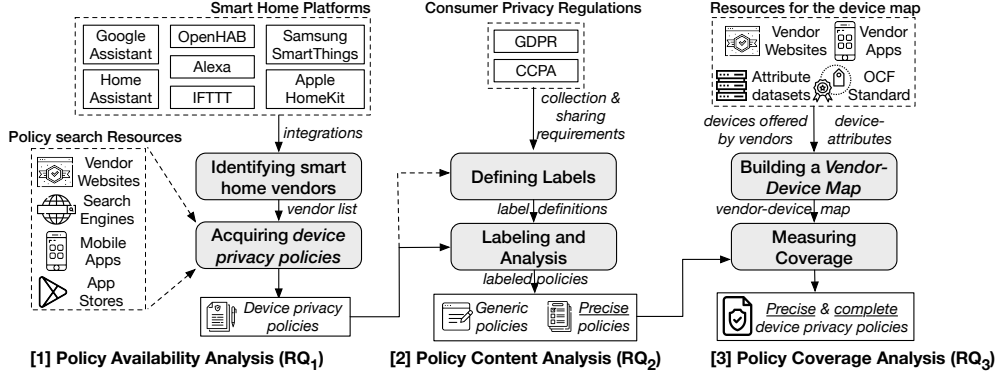 Smart Home Platforms
Google
Assistant
OpenHAB
Samsung
SmartThings
Alexa
Home
Assistant
IFTTT
Apple
HomeKit
integrations
Policy search Resources
Vendor
Websites
Search
Engines
Mobile
Apps
App
Stores
Identifying smart
home vendors
vendor list
Acquiring device
privacy policies
Device privacy
policies
[1] Policy Availability Analysis (RQ1)
Consumer Privacy Regulations
GDPR
CCPA
collection &
sharing
requirements
Defining Labels
label definitions
Labeling and
Analysis
labeled policies
Generic
policies
Precise
policies
[2] Policy Content Analysis (RQ2)
Resources for the device map
Vendor
Websites
Vendor
Apps
Attribute
datasets
OCF
Standard
devices offered
by vendors
device-
attributes
Building a Vendor-
Device Map
vendor-device map
Measuring
Coverage
Precise & complete
device privacy policies
[3] Policy Coverage Analysis (RQ3)